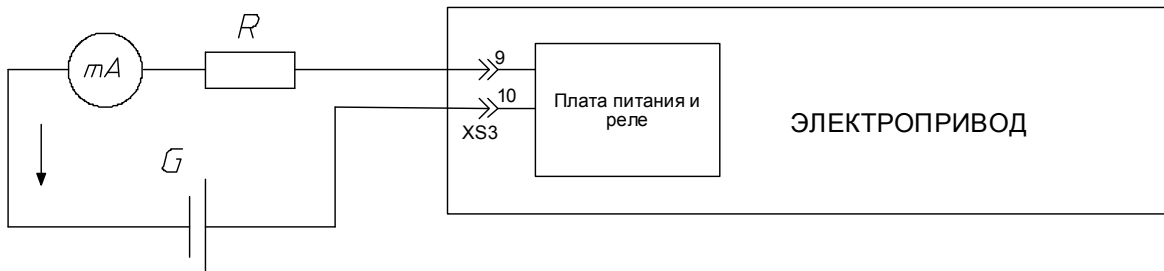 R
mA
9
10
XS3
Плата питания и
реле
ЭЛЕКТРОПРИВОД
G